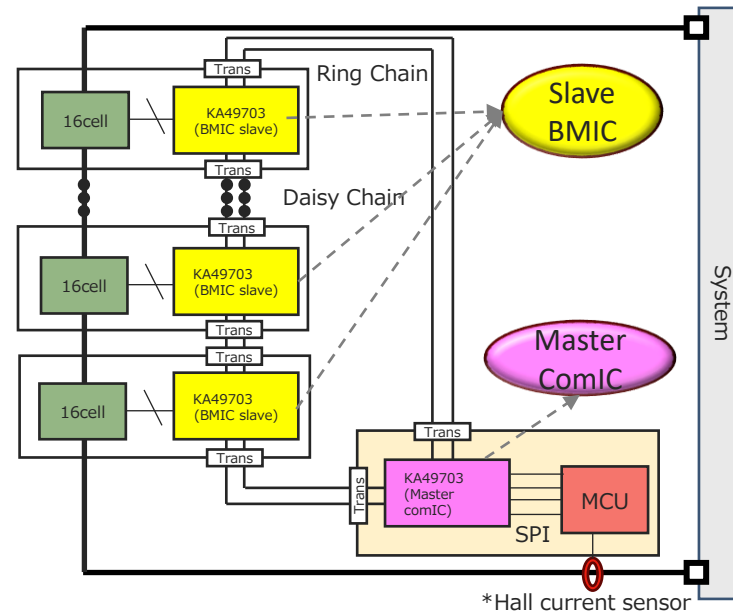 Trans
Ring Chain
16cell
KA49703
(BMIC slave)
Slave
BMIC
Trans
Daisy Chain
Trans
16cell
KA49703
(BMIC slave)
Trans
System
Trans
16cell
KA49703
(BMIC slave)
Master
ComIC
Trans
Trans
Trans
KA49703
(Master
comIC)
MCU
SPI
*Hall current sensor